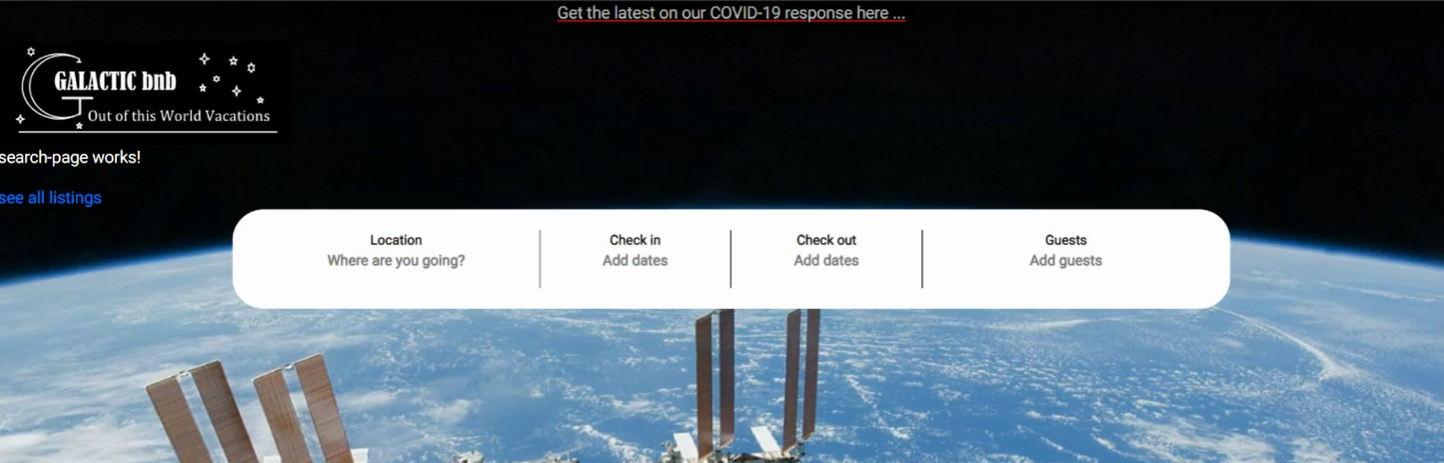 Get the latest on our COVID-19 response here ...
GALACTIC bnb
Out of this World Vacations
search-page works!
see all listings
Location
Check in
Check out
Guests
Where are you going?
Add dates
Add dates
Add guests